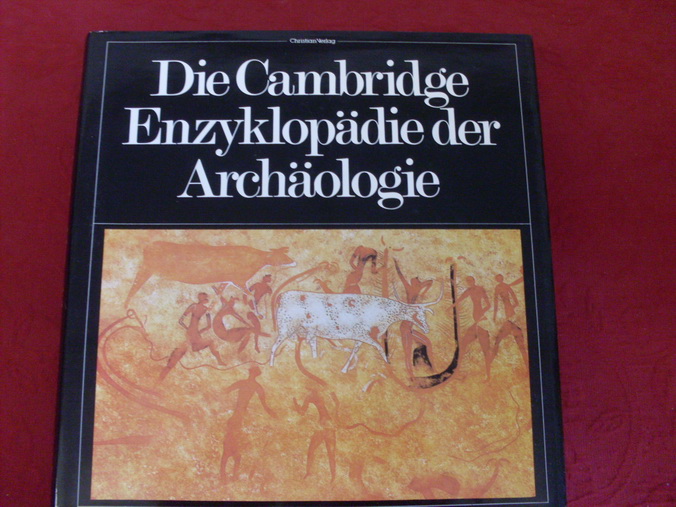 Christian Verlag
Die Cambridge
Enzyklopädie der
Archäologie